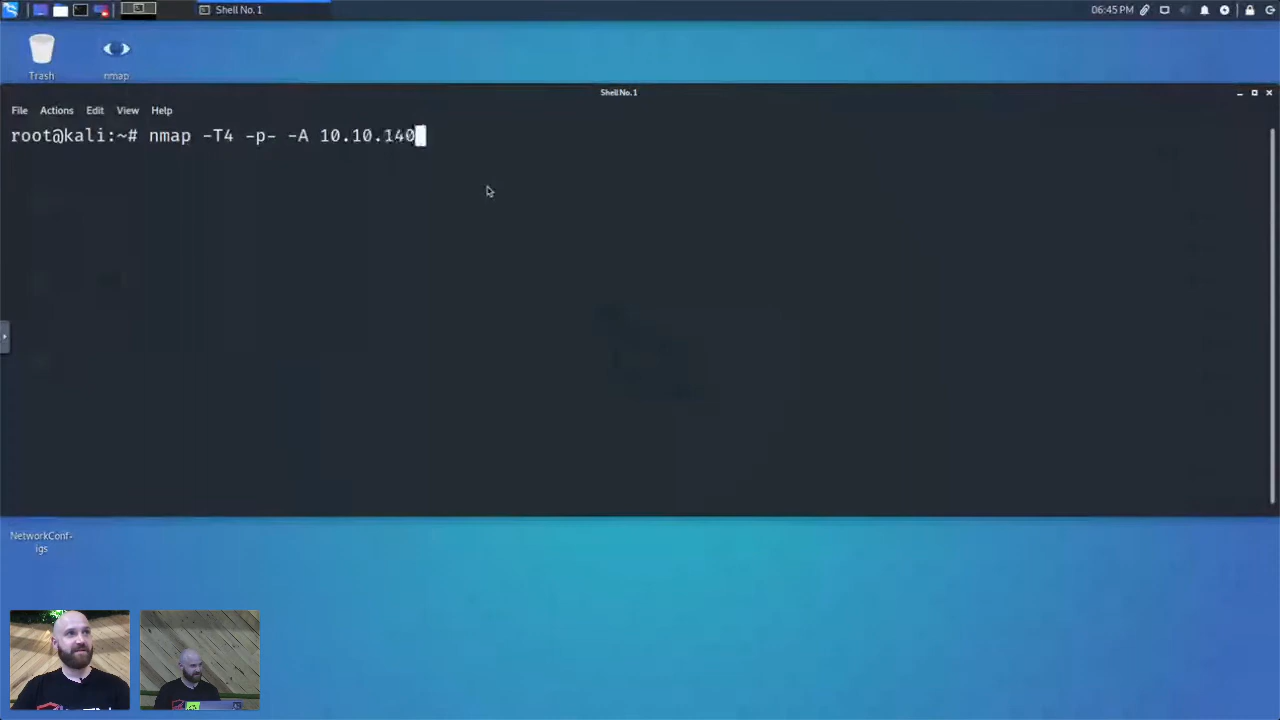 Shell No. 1
06:45 PM
Trash
nmap
Shell No. 1
File Actions Edit View Help
root@kali:~# nmap -T4 -p- -A 10.10.140
NetworkConf-
igs